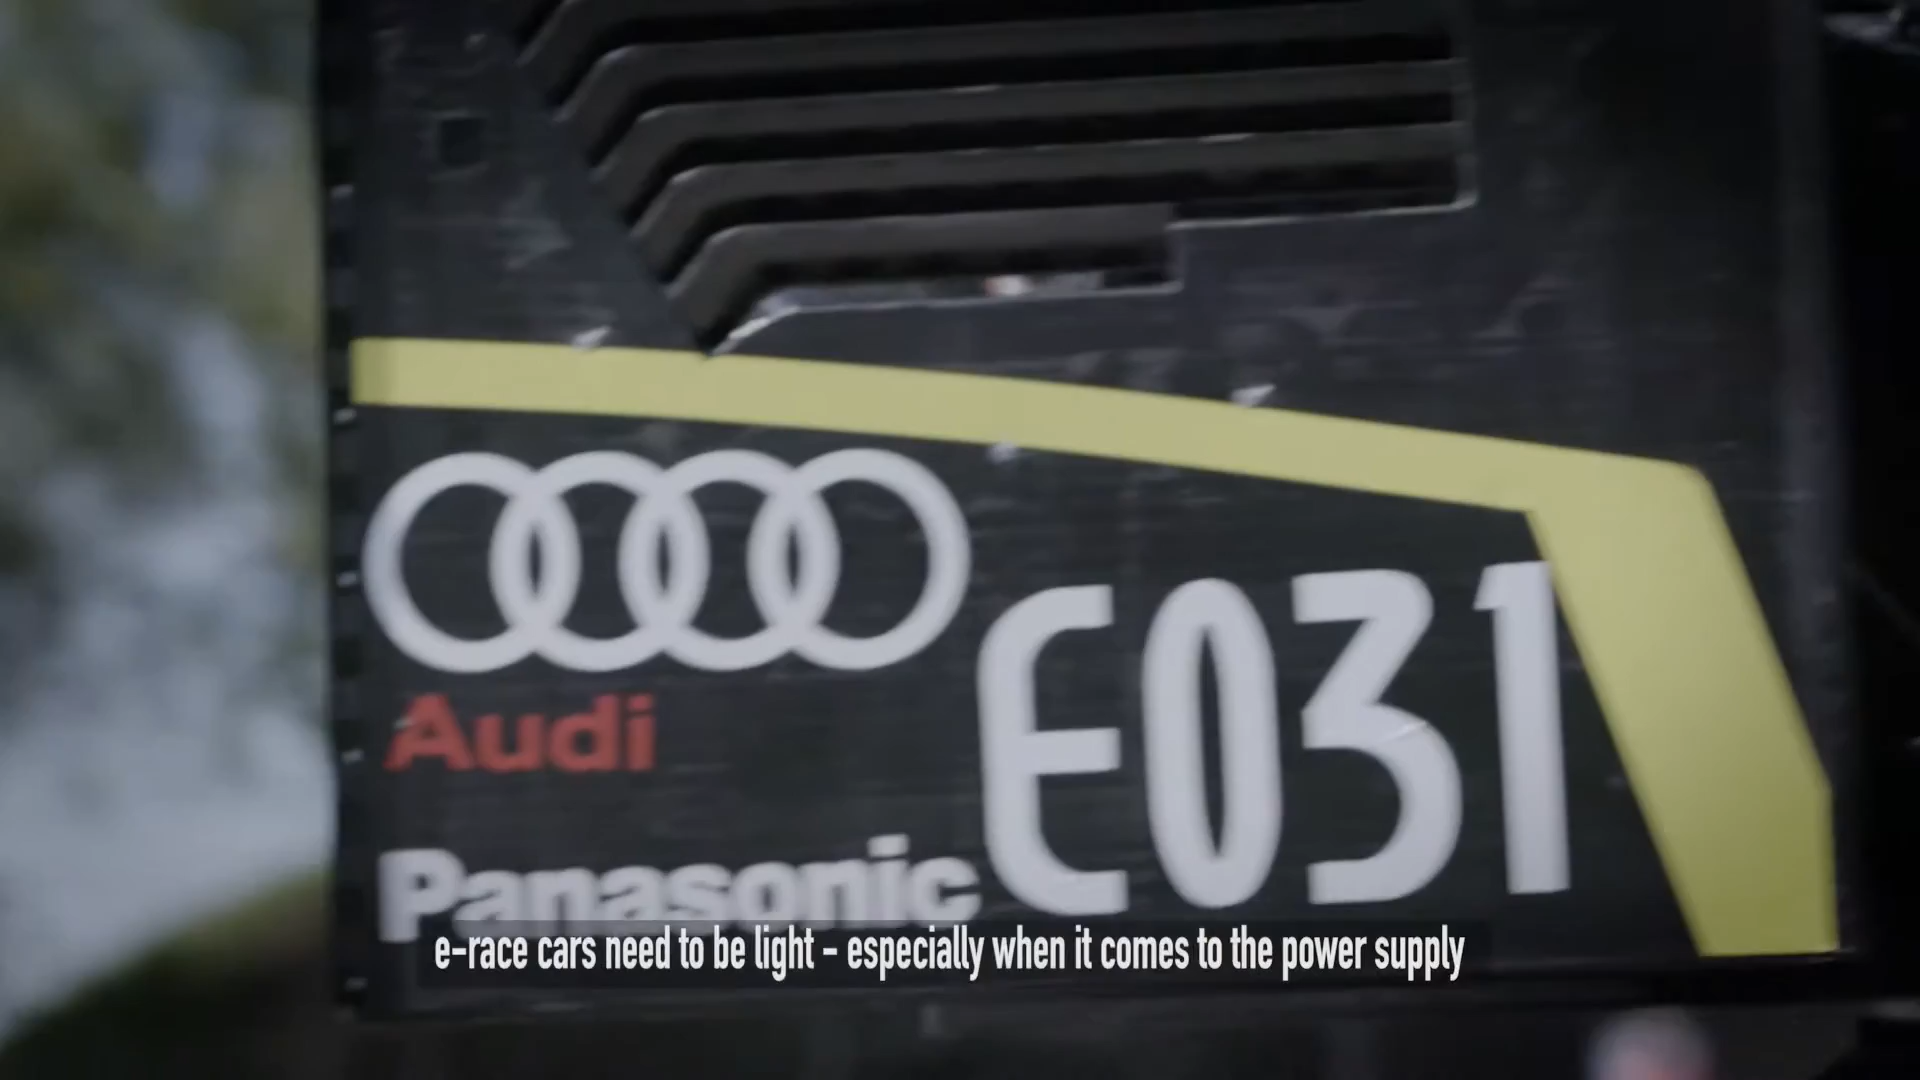 Audi
E031
Panasonic
e-race cars need to be light - especially when it comes to the power supply